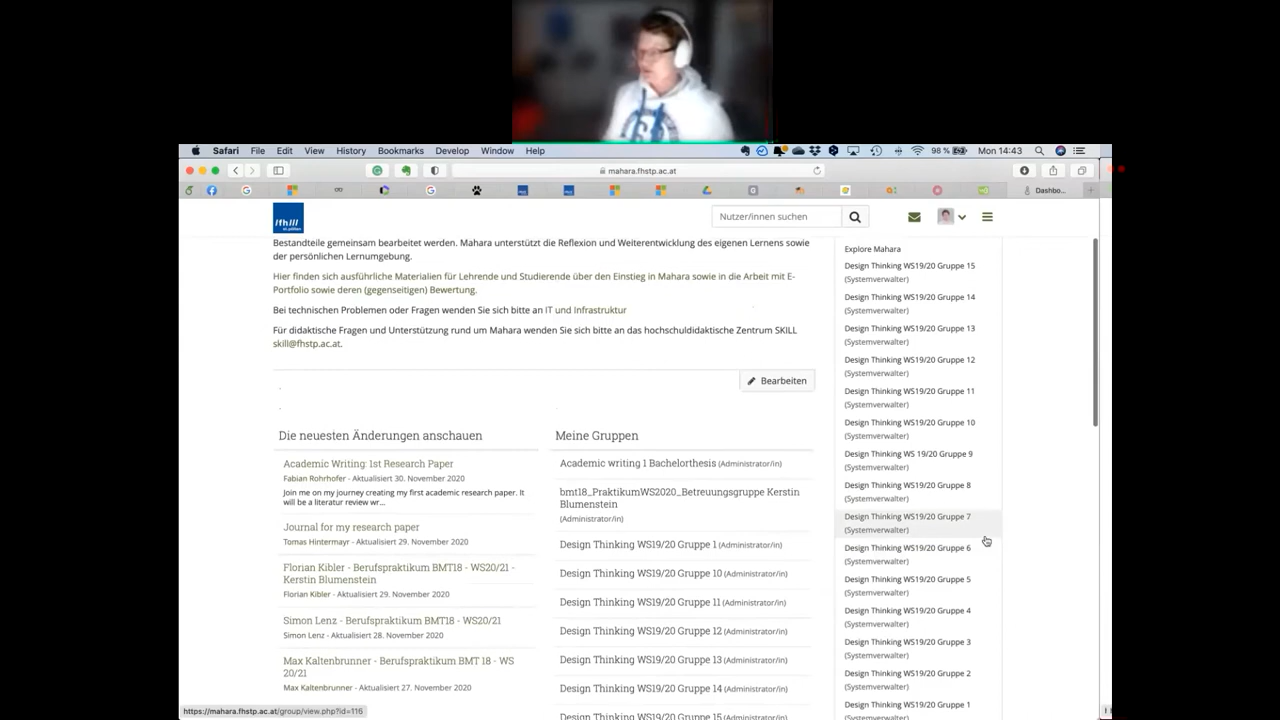 Safari File Edit View History Bookmarks Develop Window Help 98 % Mon 14:43
mahara.fhstp.ac.at
Dashbo...
/fh///
st. pölten
Nutzer/innen suchen
Bestandteile gemeinsam bearbeitet werden. Mahara unterstützt die Reflexion und Weiterentwicklung des eigenen Lernens sowie
der persönlichen Lernumgebung.
Hier finden sich ausführliche Materialien für Lehrende und Studierende über den Einstieg in Mahara sowie in die Arbeit mit E-
Portfolio sowie deren (gegenseitigen) Bewertung.
Bei technischen Problemen oder Fragen wenden Sie sich bitte an IT und Infrastruktur
Für didaktische Fragen und Unterstützung rund um Mahara wenden Sie sich bitte an das hochschuldidaktische Zentrum SKILL
skill@fhstp.ac.at.
Bearbeiten
Die neuesten Änderungen anschauen
Academic Writing: 1st Research Paper
Fabian Rohrhofer - Aktualisiert 30. November 2020
Join me on my journey creating my first academic research paper. It
will be a literatur review wr...
Journal for my research paper
Tomas Hintermayr - Aktualisiert 29. November 2020
Florian Kibler - Berufspraktikum BMT18 - WS20/21 -
Kerstin Blumenstein
Florian Kibler - Aktualisiert 29. November 2020
Simon Lenz - Berufspraktikum BMT18 - WS20/21
Simon Lenz - Aktualisiert 28. November 2020
Max Kaltenbrunner - Berufspraktikum BMT 18 - WS
20/21
Max Kaltenbrunner - Aktualisiert 27. November 2020
Meine Gruppen
Academic writing 1 Bachelorthesis (Administrator/in)
bmt18_PraktikumWS2020_Betreuungsgruppe Kerstin
Blumenstein
(Administrator/in)
Design Thinking WS19/20 Gruppe 1 (Administrator/in)
Design Thinking WS19/20 Gruppe 10 (Administrator/in)
Design Thinking WS19/20 Gruppe 11 (Administrator/in)
Design Thinking WS19/20 Gruppe 12 (Administrator/in)
Design Thinking WS19/20 Gruppe 13 (Administrator/in)
Design Thinking WS19/20 Gruppe 14 (Administrator/in)
Design Thinking WS19/20 Gruppe 15 (Administrator/in)
Explore Mahara
Design Thinking WS19/20 Gruppe 15
(Systemverwalter)
Design Thinking WS19/20 Gruppe 14
(Systemverwalter)
Design Thinking WS19/20 Gruppe 13
(Systemverwalter)
Design Thinking WS19/20 Gruppe 12
(Systemverwalter)
Design Thinking WS19/20 Gruppe 11
(Systemverwalter)
Design Thinking WS19/20 Gruppe 10
(Systemverwalter)
Design Thinking WS 19/20 Gruppe 9
(Systemverwalter)
Design Thinking WS19/20 Gruppe 8
(Systemverwalter)
Design Thinking WS19/20 Gruppe 7
(Systemverwalter)
Design Thinking WS19/20 Gruppe 6
(Systemverwalter)
Design Thinking WS19/20 Gruppe 5
(Systemverwalter)
Design Thinking WS19/20 Gruppe 4
(Systemverwalter)
Design Thinking WS19/20 Gruppe 3
(Systemverwalter)
Design Thinking WS19/20 Gruppe 2
(Systemverwalter)
Design Thinking WS19/20 Gruppe 1
https://mahara.fhstp.ac.at/group/view.php?id=116